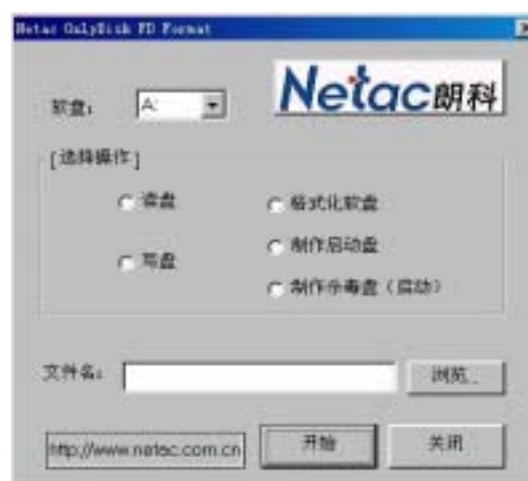 Netac OnlyDisk FD Format
Netac朗科
软盘: A:
[选择操作]
读盘
格式化软盘
写盘
制作启动盘
制作杀毒盘（启动）
文件名:
浏览..
http://www.netac.com.cn
开始
关闭